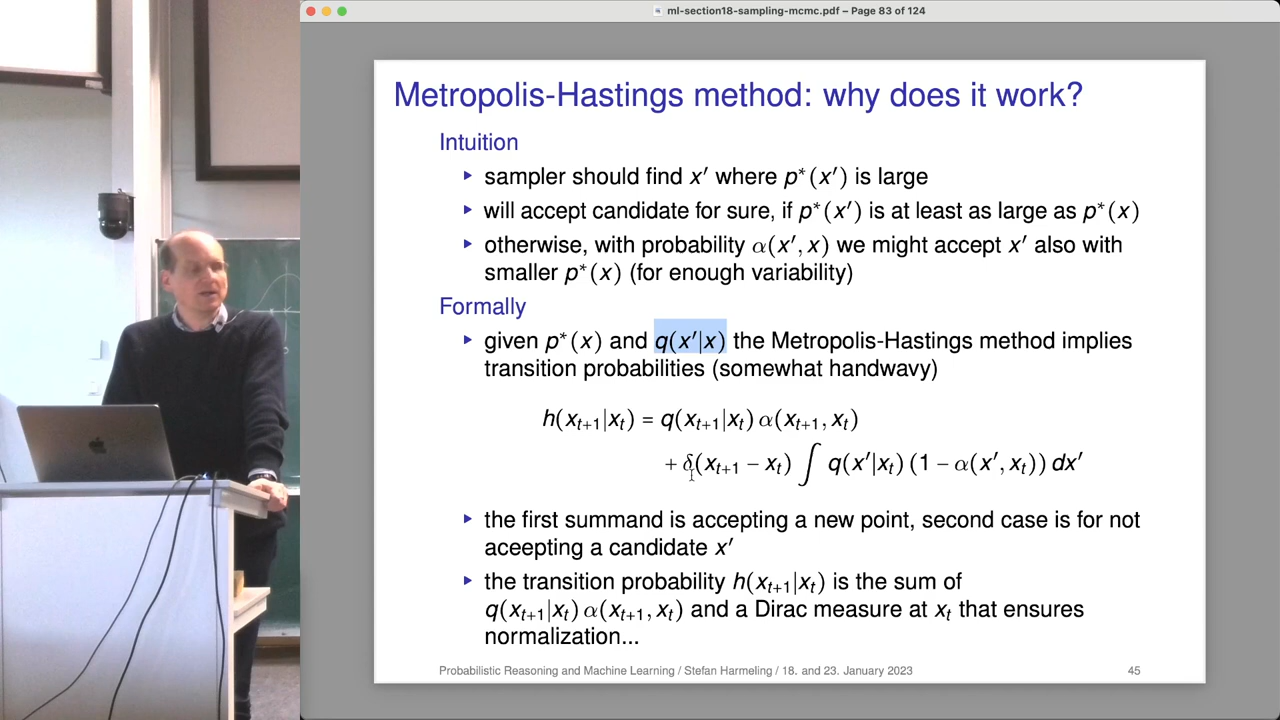 ml-section18-sampling-mcmc.pdf – Page 83 of 124
Metropolis-Hastings method: why does it work?
Intuition
▸ sampler should find x′ where p*(x′) is large
▸ will accept candidate for sure, if p*(x′) is at least as large as p*(x)
▸ otherwise, with probability α(x′, x) we might accept x′ also with
smaller p*(x) (for enough variability)
Formally
▸ given p*(x) and q(x′|x) the Metropolis-Hastings method implies
transition probabilities (somewhat handwavy)
h(xₜ₊₁|xₜ) = q(xₜ₊₁|xₜ) α(xₜ₊₁, xₜ)
+ δ(xₜ₊₁ − xₜ) ∫ q(x′|xₜ) (1 − α(x′, xₜ)) dx′
▸ the first summand is accepting a new point, second case is for not
aceepting a candidate x′
▸ the transition probability h(xₜ₊₁|xₜ) is the sum of
q(xₜ₊₁|xₜ) α(xₜ₊₁, xₜ) and a Dirac measure at xₜ that ensures
normalization...
Probabilistic Reasoning and Machine Learning / Stefan Harmeling / 18. and 23. January 2023 45